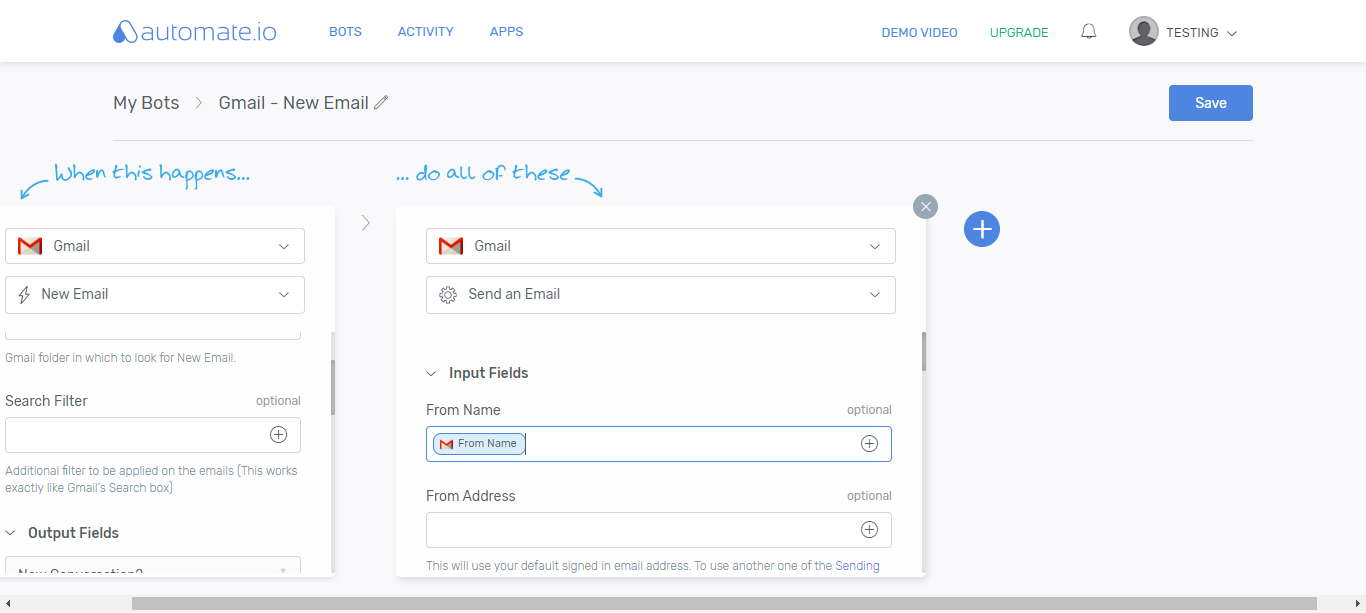 automate.io
BOTS
ACTIVITY
APPS
DEMO VIDEO
UPGRADE
TESTING
My Bots
Gmail - New Email
Save
When this happens...
... do all of these
Gmail
New Email
Gmail folder in which to look for New Email.
Search Filter
optional
Additional filter to be applied on the emails (This works
exactly like Gmail's Search box)
Output Fields
New Conversation?
Gmail
Send an Email
Input Fields
From Name
optional
From Name
From Address
optional
This will use your default signed in email address. To use another one of the Sending